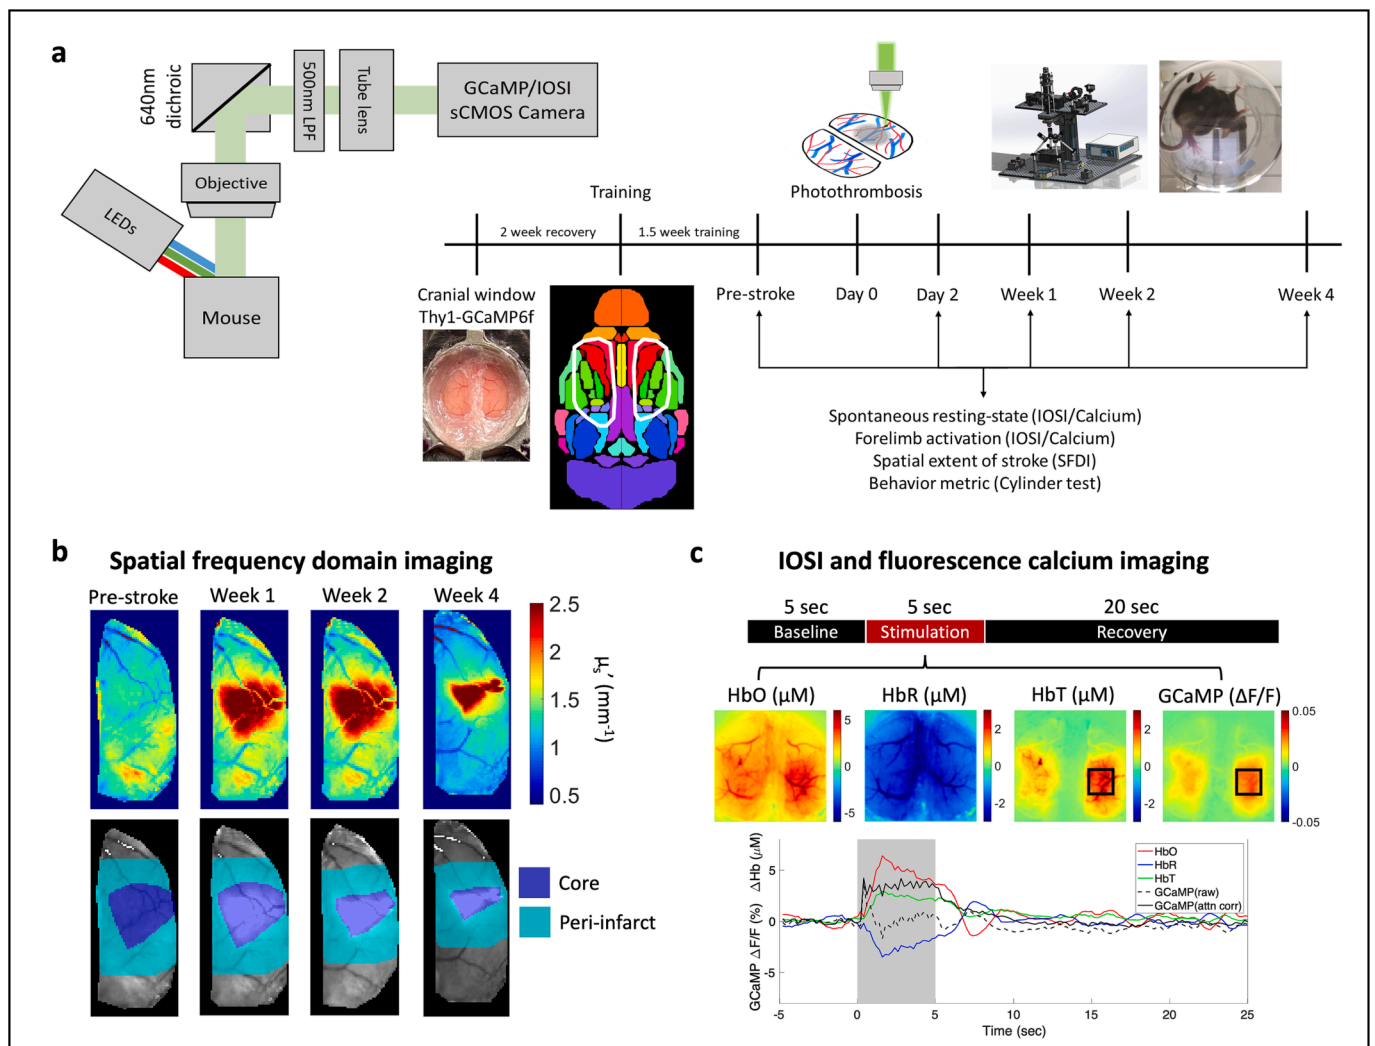 a
640nm
dichroic
500nm LPF
Tube lens
GCaMP/IOSI
sCMOS Camera
Objective
LEDs
Mouse
Training
Photothrombosis
2 week recovery
1.5 week training
Cranial window
Thy1-GCaMP6f
Pre-stroke
Day 0
Day 2
Week 1
Week 2
Week 4
Spontaneous resting-state (IOSI/Calcium)
Forelimb activation (IOSI/Calcium)
Spatial extent of stroke (SFDI)
Behavior metric (Cylinder test)
b
Spatial frequency domain imaging
Pre-stroke
Week 1
Week 2
Week 4
2.5
2
1.5
1
0.5
μs' (mm-1)
Core
Peri-infarct
c
IOSI and fluorescence calcium imaging
5 sec
5 sec
20 sec
Baseline
Stimulation
Recovery
HbO (μM)
HbR (μM)
HbT (μM)
GCaMP (ΔF/F)
5
0
-5
2
0
-2
2
0
-2
0.05
0
-0.05
GCaMP ΔF/F (%)
ΔHb (μM)
5
0
-5
HbO
HbR
HbT
GCaMP(raw)
GCaMP(attn corr)
-5
0
5
10
15
20
25
Time (sec)